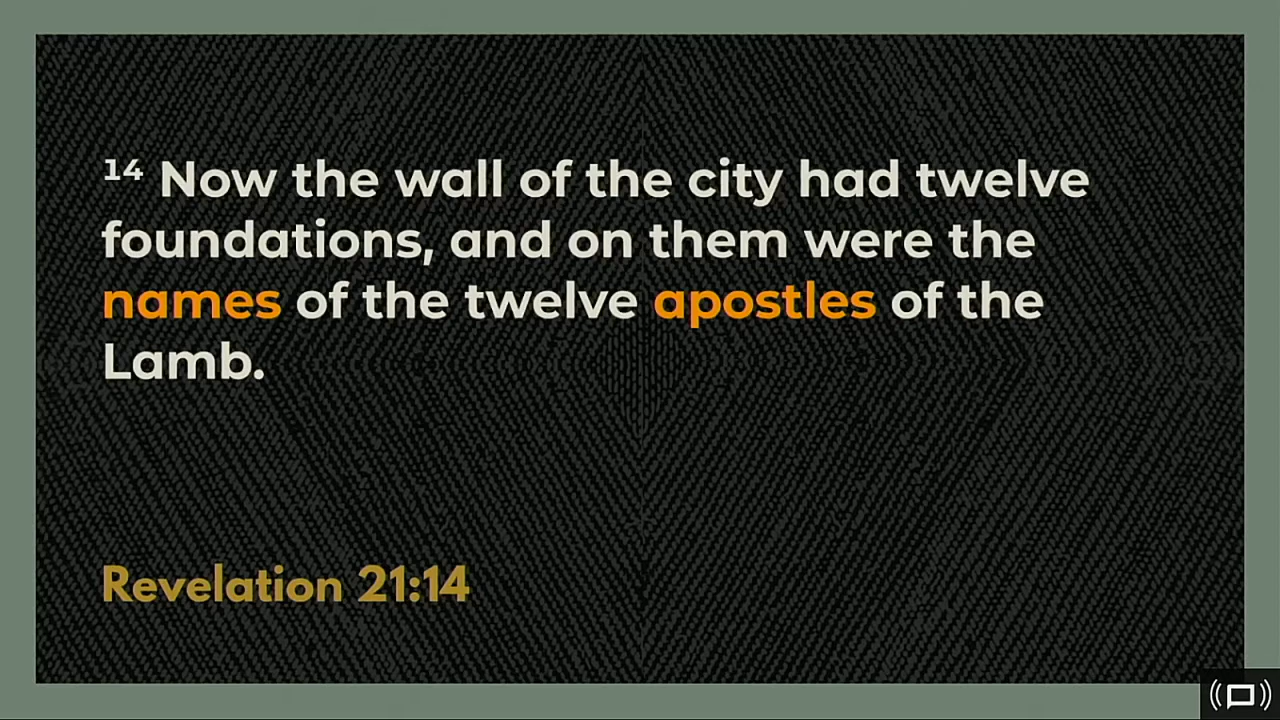 ¹⁴ Now the wall of the city had twelve
foundations, and on them were the
names of the twelve apostles of the
Lamb.
Revelation 21:14